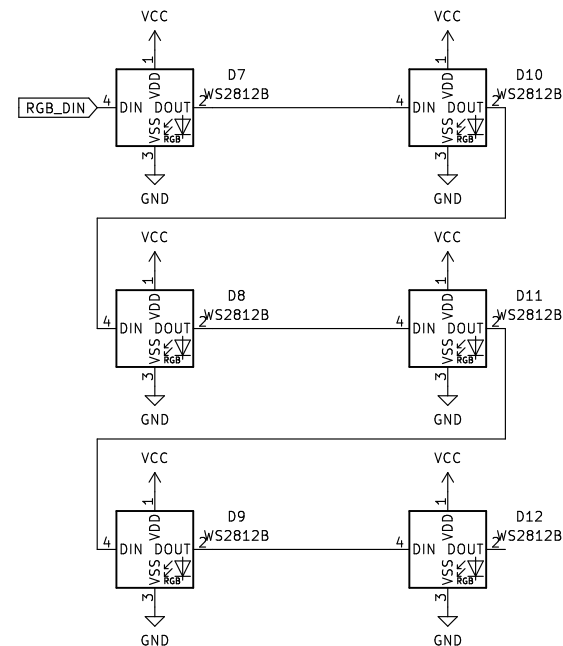 VCC VCC
1 D7 1 D10
VDD WS2812B VDD WS2812B
RGB_DIN 4 DIN DOUT 2 4 DIN DOUT 2
VSS RGB VSS RGB
3 3
GND GND
VCC VCC
1 D8 1 D11
VDD WS2812B VDD WS2812B
4 DIN DOUT 2 4 DIN DOUT 2
VSS RGB VSS RGB
3 3
GND GND
VCC VCC
1 D9 1 D12
VDD WS2812B VDD WS2812B
4 DIN DOUT 2 4 DIN DOUT 2
VSS RGB VSS RGB
3 3
GND GND